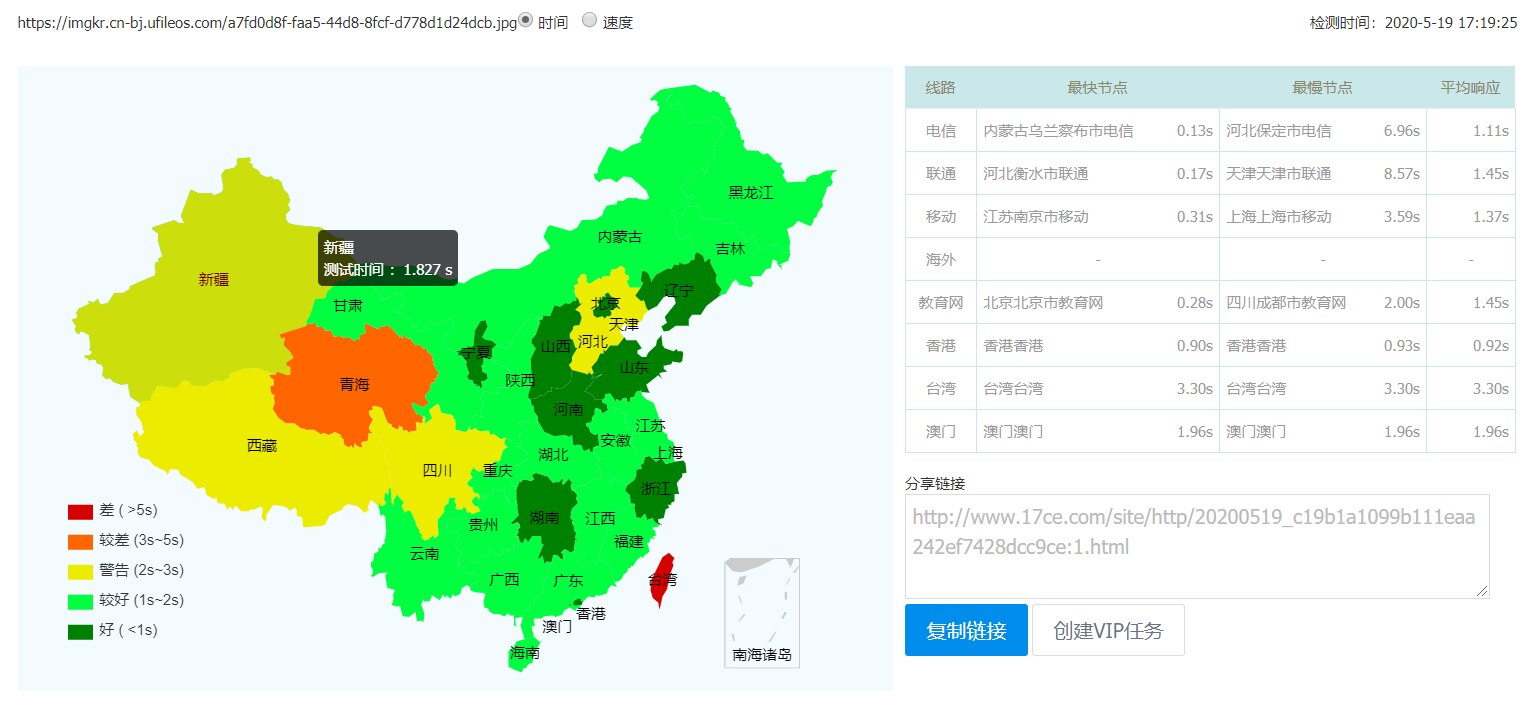 https://imgkr.cn-bj.ufileos.com/a7fd0d8f-faa5-44d8-8fcf-d778d1d24dcb.jpg 时间 速度 检测时间：2020-5-19 17:19:25
黑龙江
内蒙古
吉林
新疆
新疆
测试时间 ：1.827 s
甘肃
辽宁
北京
天津
宁夏
山西
河北
山东
青海
陕西
河南
西藏
江苏
安徽
上海
四川
重庆
湖北
浙江
贵州
湖南
江西
福建
云南
广西
广东
台湾
香港
澳门
海南
南海诸岛
差 ( >5s)
较差 (3s~5s)
警告 (2s~3s)
较好 (1s~2s)
好 ( <1s)
线路 最快节点 最慢节点 平均响应
电信 内蒙古乌兰察布市电信 0.13s 河北保定市电信 6.96s 1.11s
联通 河北衡水市联通 0.17s 天津天津市联通 8.57s 1.45s
移动 江苏南京市移动 0.31s 上海上海市移动 3.59s 1.37s
海外 - - -
教育网 北京北京市教育网 0.28s 四川成都市教育网 2.00s 1.45s
香港 香港香港 0.90s 香港香港 0.93s 0.92s
台湾 台湾台湾 3.30s 台湾台湾 3.30s 3.30s
澳门 澳门澳门 1.96s 澳门澳门 1.96s 1.96s
分享链接
http://www.17ce.com/site/http/20200519_c19b1a1099b111eaa
242ef7428dcc9ce:1.html
复制链接 创建VIP任务